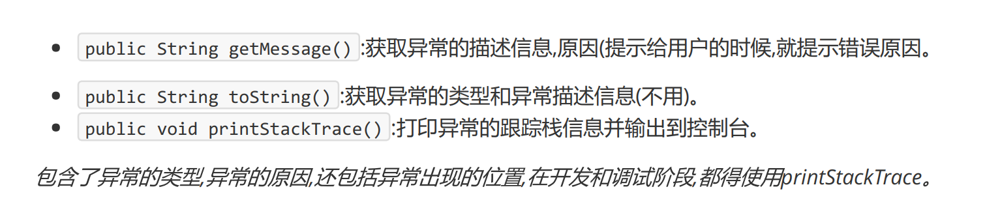 public String getMessage() :获取异常的描述信息,原因(提示给用户的时候,就提示错误原因。
public String toString() :获取异常的类型和异常描述信息(不用)。
public void printStackTrace() :打印异常的跟踪栈信息并输出到控制台。
包含了异常的类型,异常的原因,还包括异常出现的位置,在开发和调试阶段,都得使用printStackTrace。